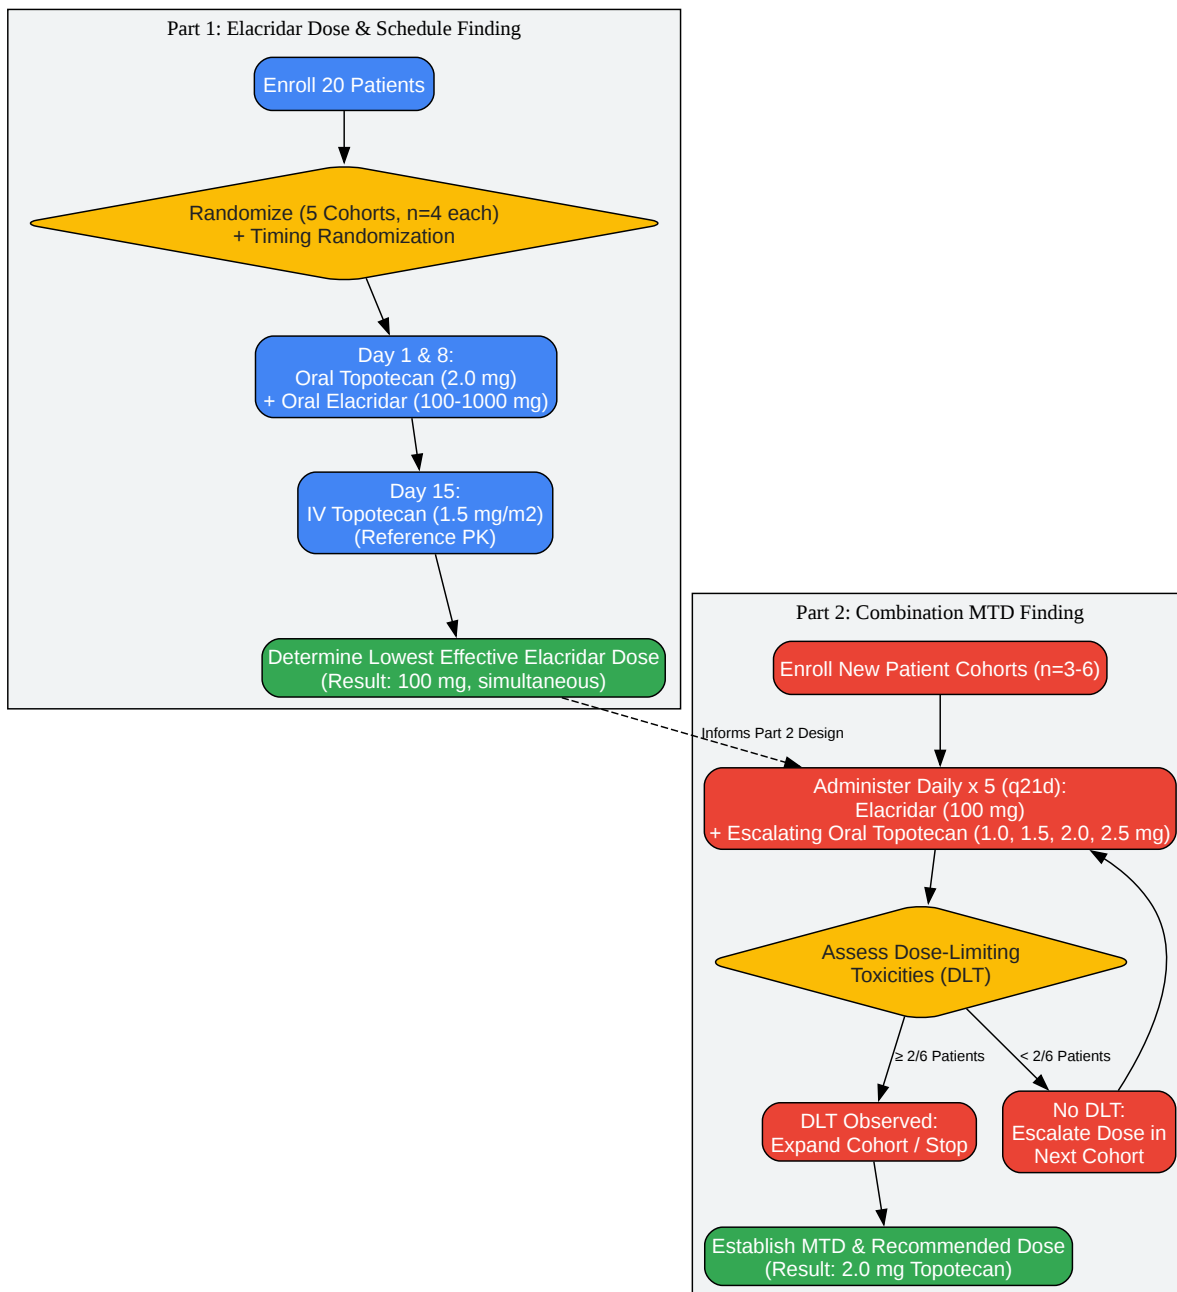 Part 1: Elacridar Dose & Schedule Finding
Enroll 20 Patients
Randomize (5 Cohorts, n=4 each)
+ Timing Randomization
Day 1 & 8:
Oral Topotecan (2.0 mg)
+ Oral Elacridar (100-1000 mg)
Day 15:
IV Topotecan (1.5 mg/m2)
(Reference PK)
Determine Lowest Effective Elacridar Dose
(Result: 100 mg, simultaneous)
Informs Part 2 Design
Part 2: Combination MTD Finding
Enroll New Patient Cohorts (n=3-6)
Administer Daily x 5 (q21d):
Elacridar (100 mg)
+ Escalating Oral Topotecan (1.0, 1.5, 2.0, 2.5 mg)
Assess Dose-Limiting
Toxicities (DLT)
≥ 2/6 Patients
< 2/6 Patients
DLT Observed:
Expand Cohort / Stop
No DLT:
Escalate Dose in
Next Cohort
Establish MTD & Recommended Dose
(Result: 2.0 mg Topotecan)